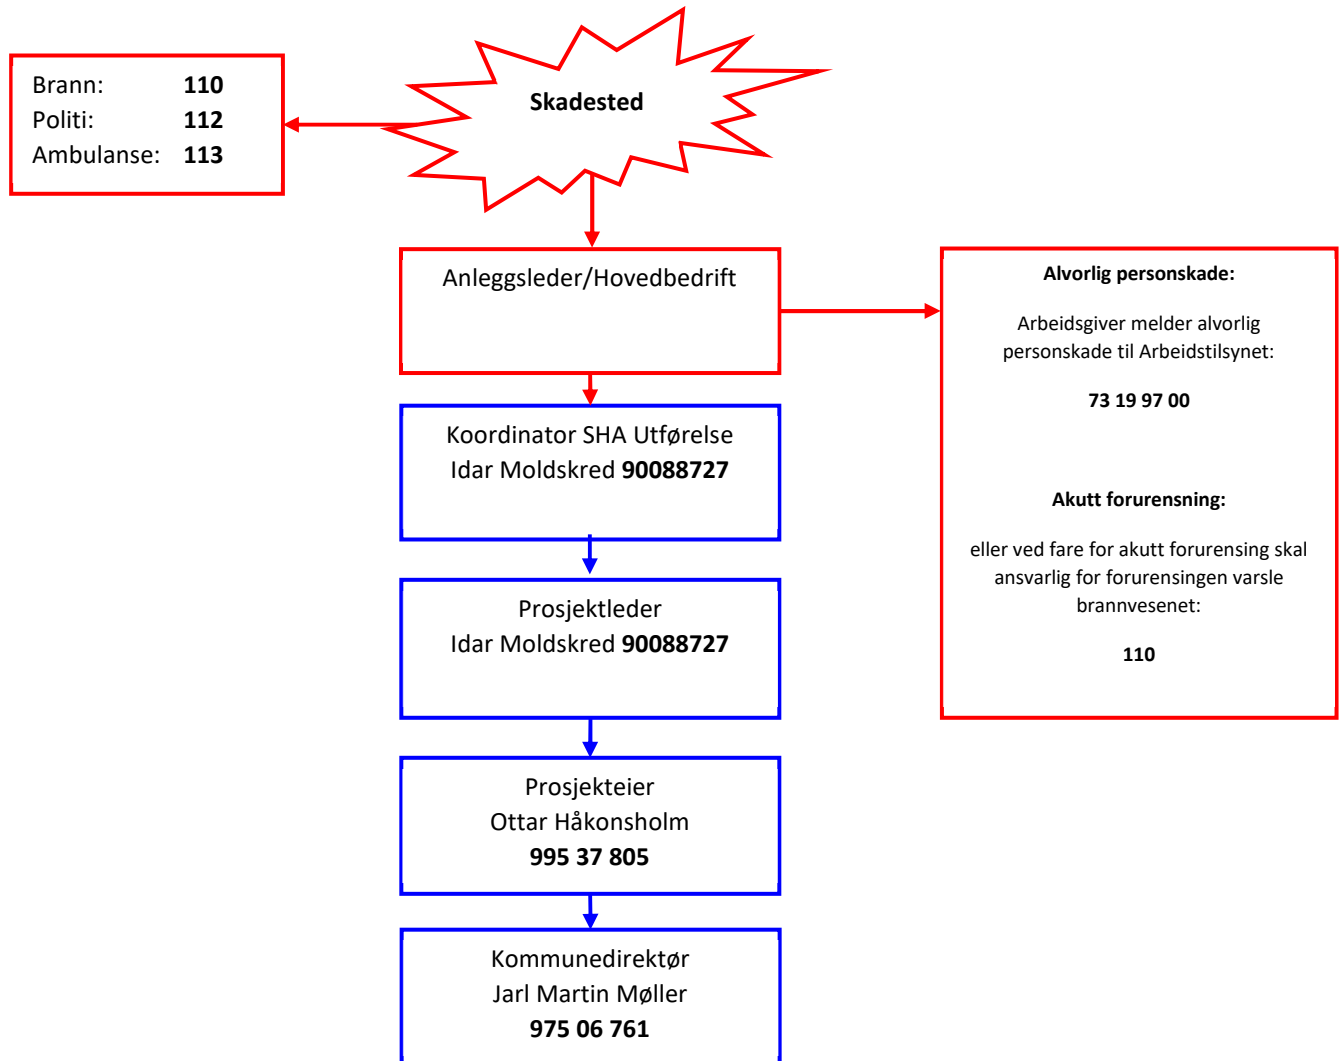 Skadested
Brann: 110
Politi: 112
Ambulanse: 113
Anleggsleder/Hovedbedrift
Alvorlig personskade:
Arbeidsgiver melder alvorlig
personskade til Arbeidstilsynet:
73 19 97 00
Akutt forurensning:
eller ved fare for akutt forurensing skal
ansvarlig for forurensingen varsle
brannvesenet:
110
Koordinator SHA Utførelse
Idar Moldskred 90088727
Prosjektleder
Idar Moldskred 90088727
Prosjekteier
Ottar Håkonsholm
995 37 805
Kommunedirektør
Jarl Martin Møller
975 06 761